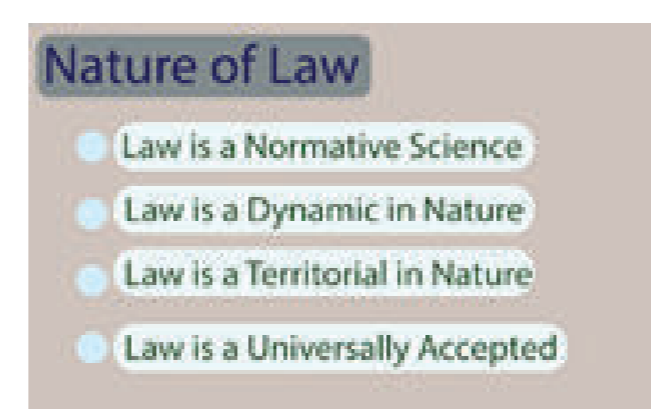 Nature of Law
Law is a Normative Science
Law is a Dynamic in Nature
Law is a Territorial in Nature
Law is a Universally Accepted